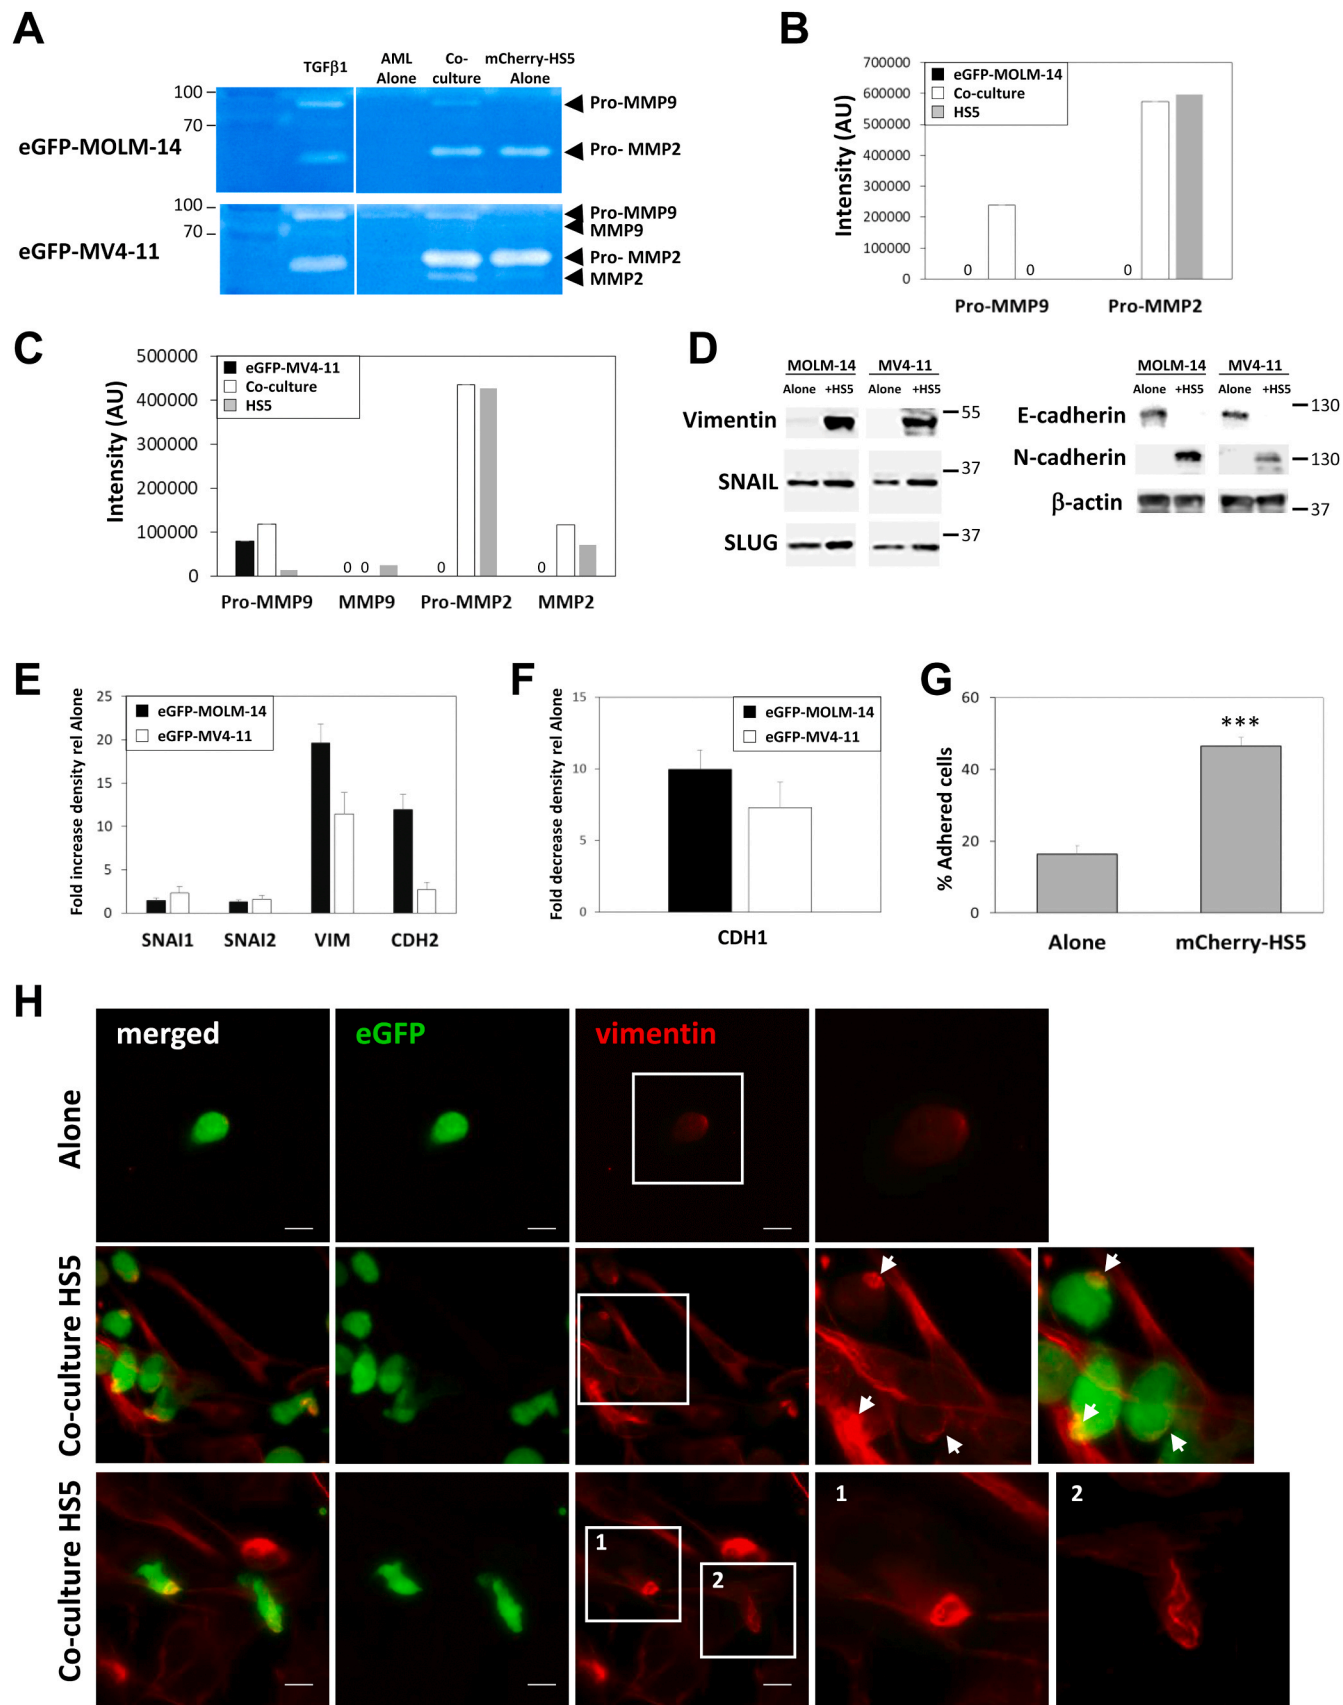 A
TGFβ1
AML Alone
Co-culture
mCherry-HS5 Alone
100
70
eGFP-MOLM-14
Pro-MMP9
Pro- MMP2
100
70
eGFP-MV4-11
Pro-MMP9
MMP9
Pro- MMP2
MMP2
B
Intensity (AU)
700000
600000
500000
400000
300000
200000
100000
0
eGFP-MOLM-14
Co-culture
HS5
0
0
0
Pro-MMP9
Pro-MMP2
C
Intensity (AU)
500000
400000
300000
200000
100000
0
eGFP-MV4-11
Co-culture
HS5
0 0
0
0
Pro-MMP9
MMP9
Pro-MMP2
MMP2
D
MOLM-14
MV4-11
Alone +HS5
Alone +HS5
Vimentin
55
SNAIL
37
SLUG
37
MOLM-14
MV4-11
Alone +HS5
Alone +HS5
E-cadherin
130
N-cadherin
130
β-actin
37
E
Fold increase density rel Alone
25
20
15
10
5
0
eGFP-MOLM-14
eGFP-MV4-11
SNAI1
SNAI2
VIM
CDH2
F
Fold decrease density rel Alone
15
10
5
0
eGFP-MOLM-14
eGFP-MV4-11
CDH1
G
% Adhered cells
60
40
20
0
***
Alone
mCherry-HS5
H
merged
eGFP
vimentin
Alone
Co-culture HS5
Co-culture HS5
1
2
1
2